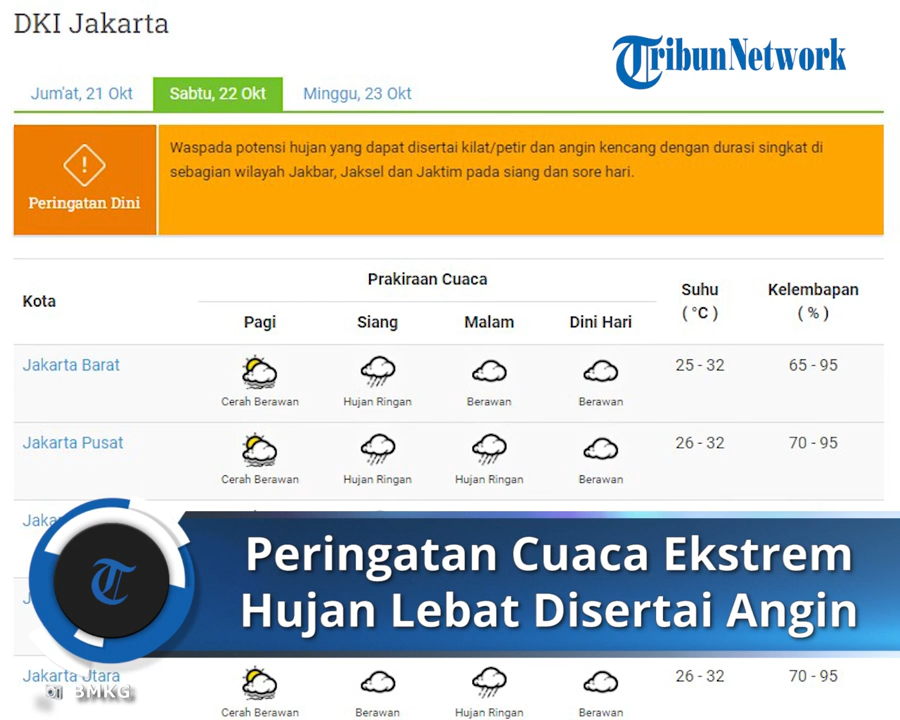 DKI Jakarta
Tribun Network
Jum'at, 21 Okt Sabtu, 22 Okt Minggu, 23 Okt
Waspada potensi hujan yang dapat disertai kilat/petir dan angin kencang dengan durasi singkat di
sebagian wilayah Jakbar, Jaksel dan Jaktim pada siang dan sore hari.
Peringatan Dini
Kota Prakiraan Cuaca Suhu Kelembapan
( °C ) ( % )
Pagi Siang Malam Dini Hari
Jakarta Barat 25 - 32 65 - 95
Cerah Berawan Hujan Ringan Berawan Berawan
Jakarta Pusat 26 - 32 70 - 95
Cerah Berawan Hujan Ringan Hujan Ringan Berawan
Peringatan Cuaca Ekstrem
Hujan Lebat Disertai Angin
T
Jakarta Utara 26 - 32 70 - 95
BMKG
Cerah Berawan Berawan Hujan Ringan Berawan